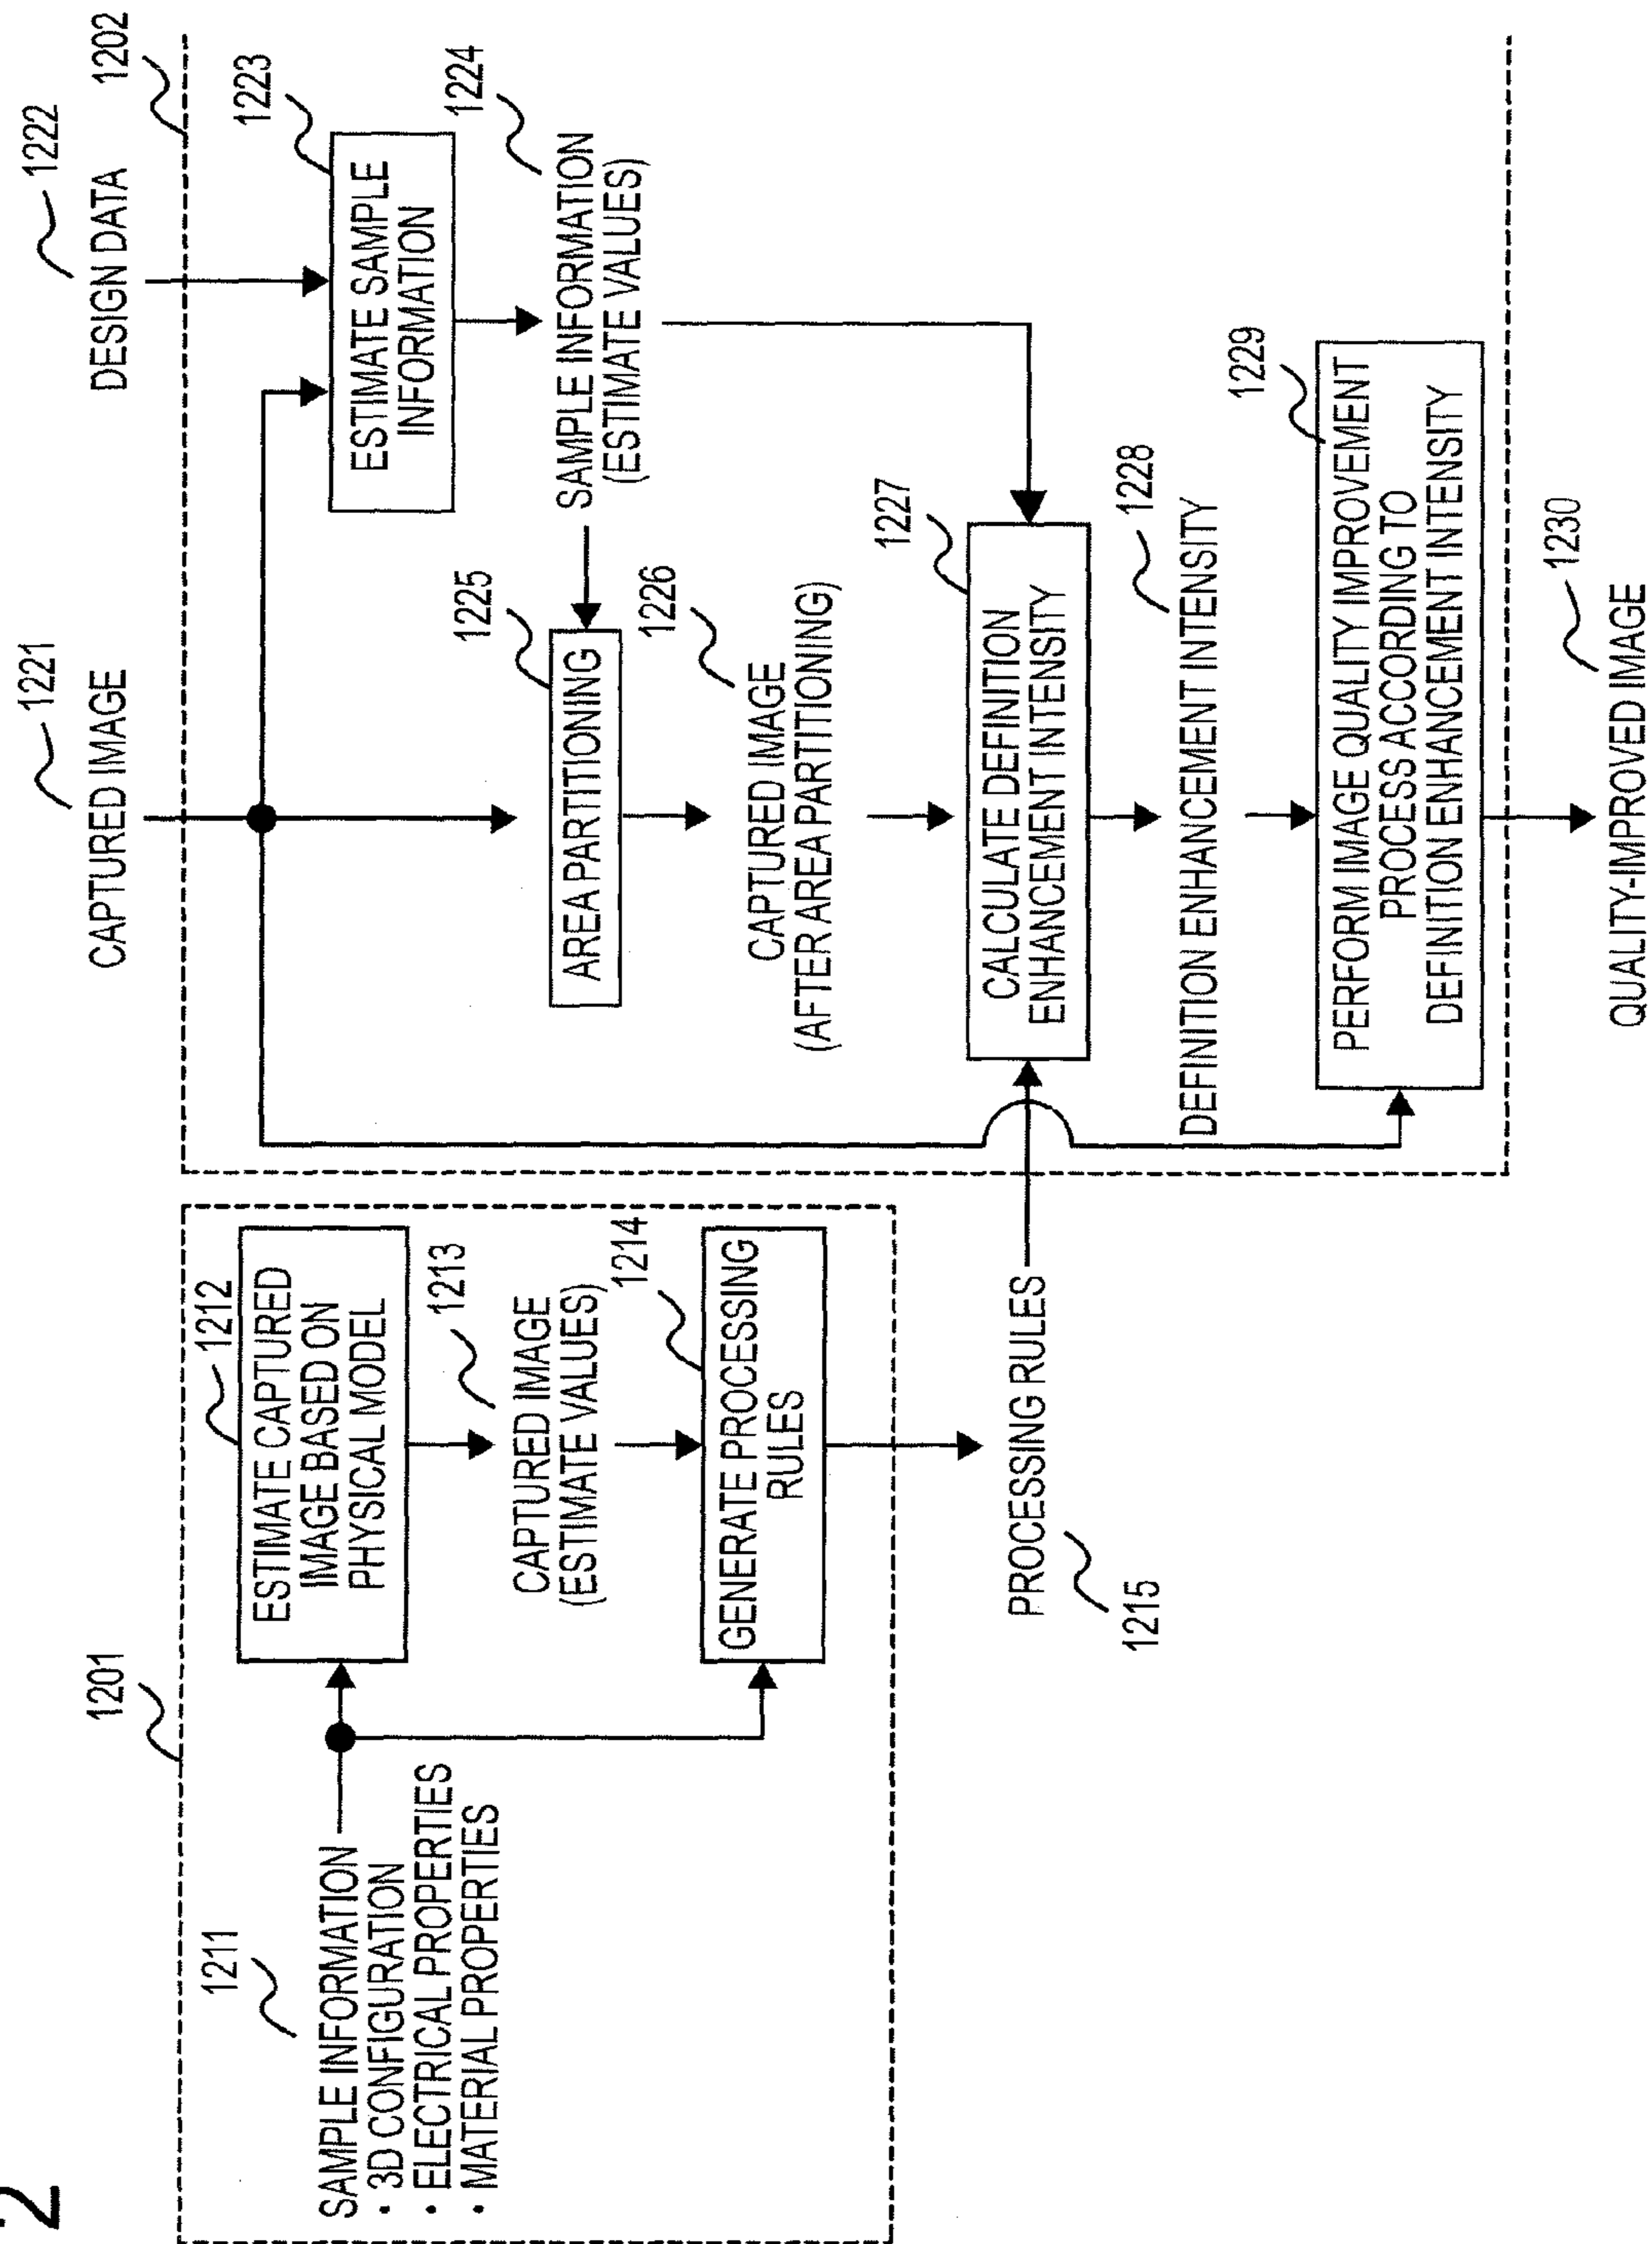 2
1201
1211
SAMPLE INFORMATION
• 3D CONFIGURATION
• ELECTRICAL PROPERTIES
• MATERIAL PROPERTIES
1212
ESTIMATE CAPTURED
IMAGE BASED ON
PHYSICAL MODEL
1213
CAPTURED IMAGE
(ESTIMATE VALUES)
1214
GENERATE PROCESSING
RULES
PROCESSING RULES
1215
1221
CAPTURED IMAGE
1222
DESIGN DATA
1202
1223
ESTIMATE SAMPLE
INFORMATION
1224
SAMPLE INFORMATION
(ESTIMATE VALUES)
1225
AREA PARTITIONING
1226
CAPTURED IMAGE
(AFTER AREA PARTITIONING)
1227
CALCULATE DEFINITION
ENHANCEMENT INTENSITY
1228
DEFINITION ENHANCEMENT INTENSITY
1229
PERFORM IMAGE QUALITY IMPROVEMENT
PROCESS ACCORDING TO
DEFINITION ENHANCEMENT INTENSITY
1230
QUALITY-IMPROVED IMAGE